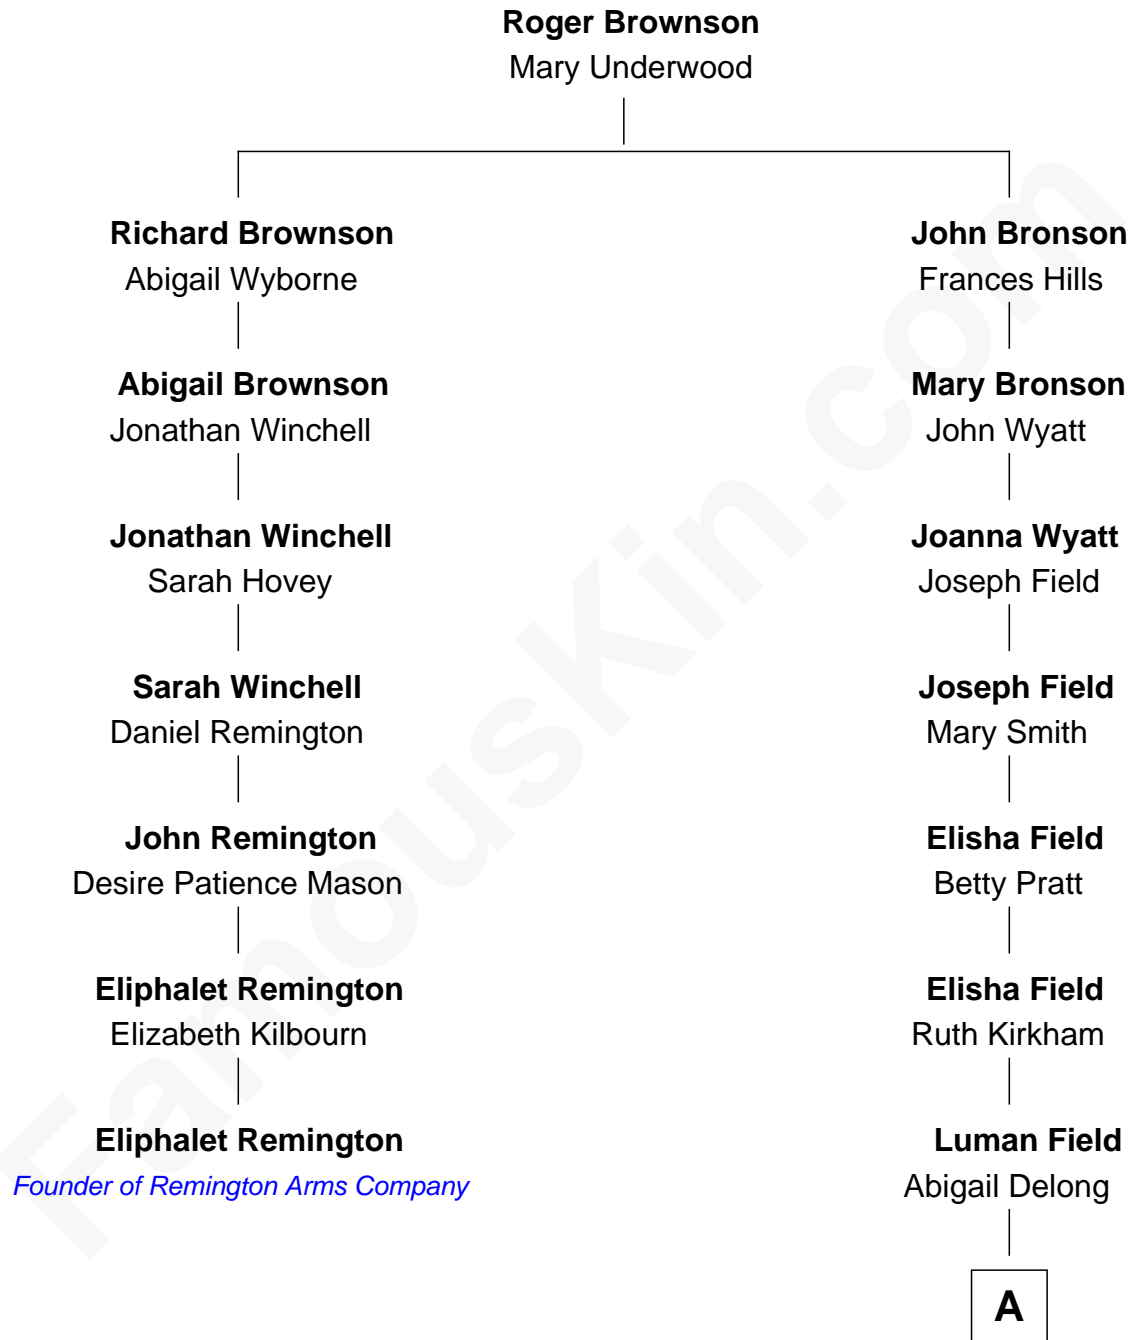 Roger Brownson
Mary Underwood
Richard Brownson
Abigail Wyborne
Abigail Brownson
Jonathan Winchell
Jonathan Winchell
Sarah Hovey
Sarah Winchell
Daniel Remington
John Remington
Desire Patience Mason
Eliphalet Remington
Elizabeth Kilbourn
Eliphalet Remington
Founder of Remington Arms Company
John Bronson
Frances Hills
Mary Bronson
John Wyatt
Joanna Wyatt
Joseph Field
Joseph Field
Mary Smith
Elisha Field
Betty Pratt
Elisha Field
Ruth Kirkham
Luman Field
Abigail Delong
A
FamousKin.com